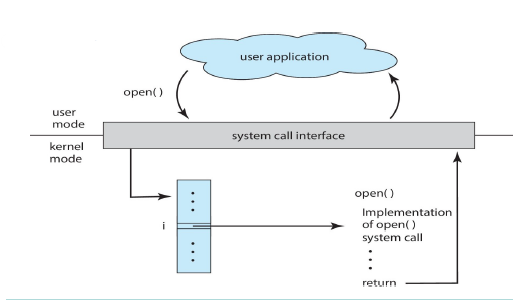 user application
open( )
user
mode
system call interface
kernel
mode
i
open( )
Implementation
of open( )
system call
return